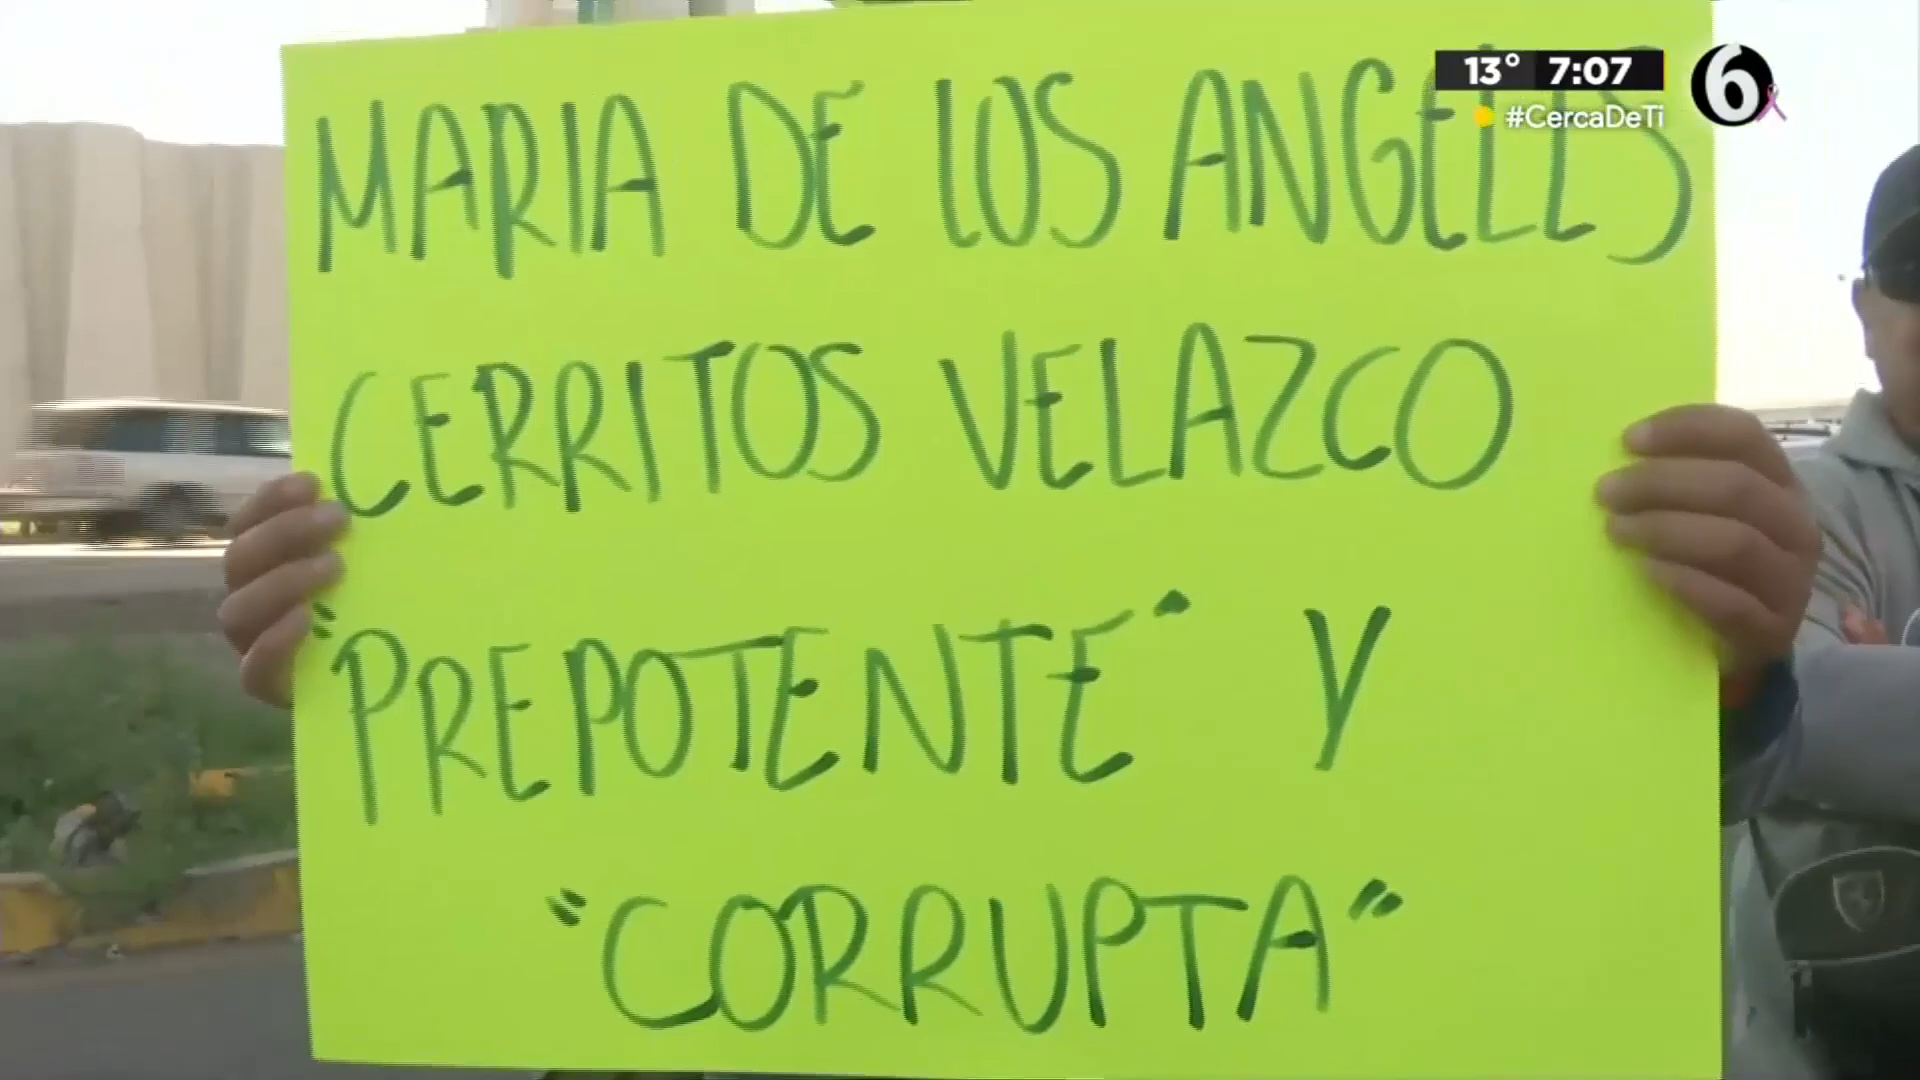 13° 7:07
#CercaDeTi
6
MARIA DE LOS ANGELES
CERRITOS VELAZCO
"PREPOTENTE" Y
"CORRUPTA"